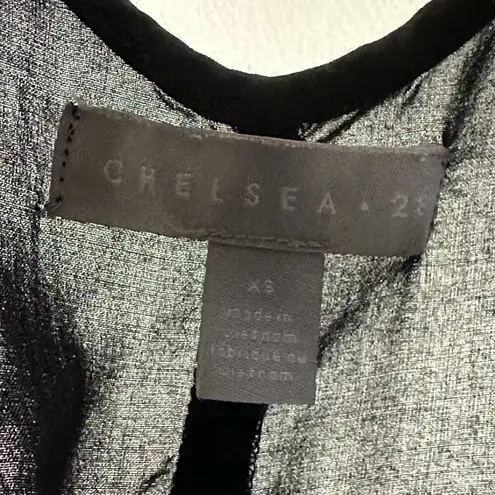 CHELSEA · 28
XS
made in
Vietnam
fabriqué au
Vietnam